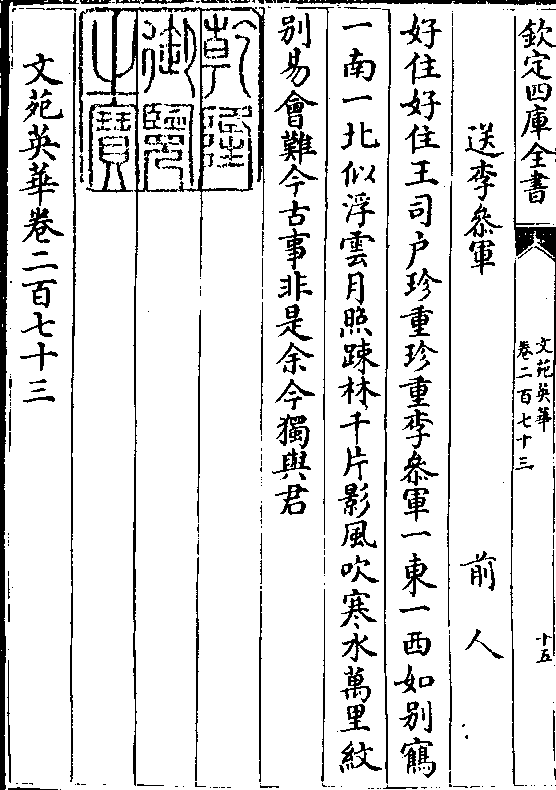 欽定四庫全書
文苑英華
卷二百七十三
十五
送李叅軍
前人
好住好住王司户珍重珍重李叅軍一東一西如别鶴
一南一北似浮雲月照踈林千片影風吹寒水萬里紋
别易會難今古事非是余今獨與君
乾隆御覽之寶
文苑英華卷二百七十三